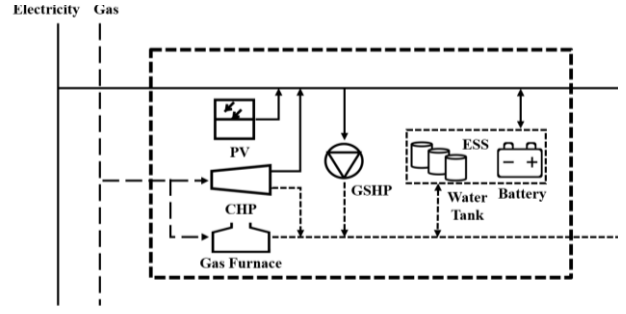 Electricity Gas
PV
ESS
CHP
GSHP
Water
Tank
Battery
Gas Furnace